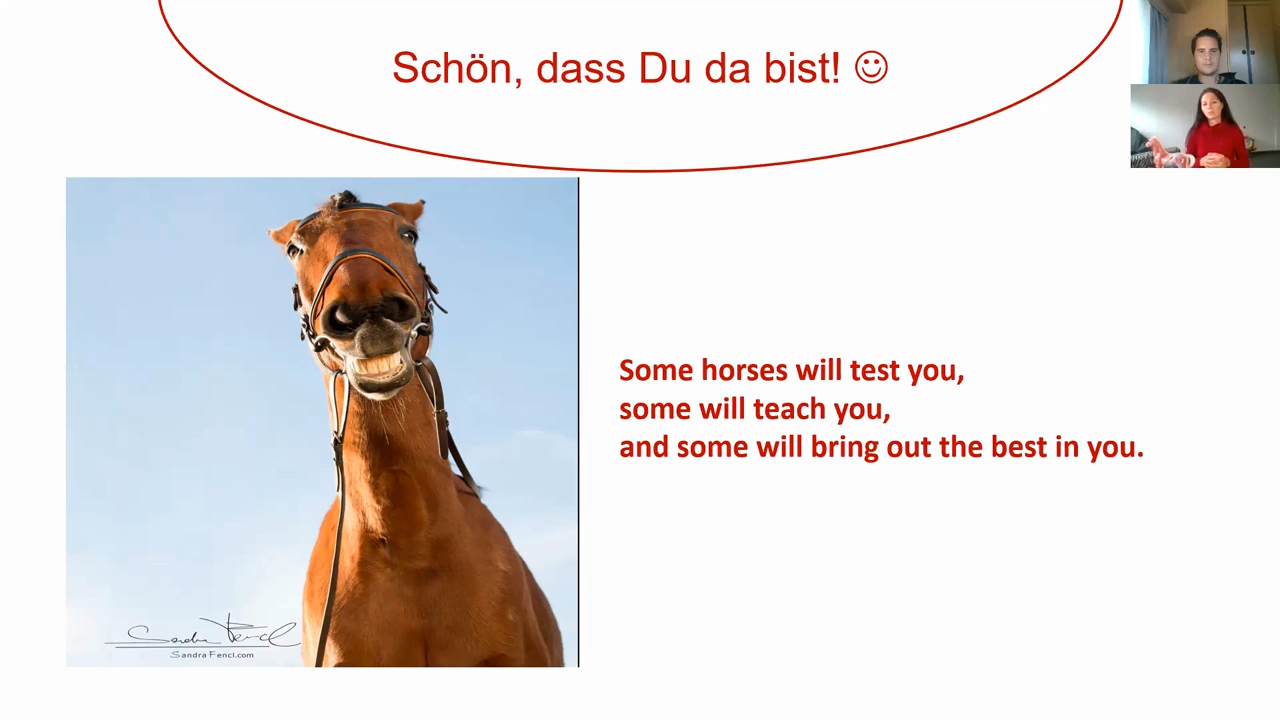 Schön, dass Du da bist! ☺
Some horses will test you,
some will teach you,
and some will bring out the best in you.
Sandra Fencl
SandraFencl.com